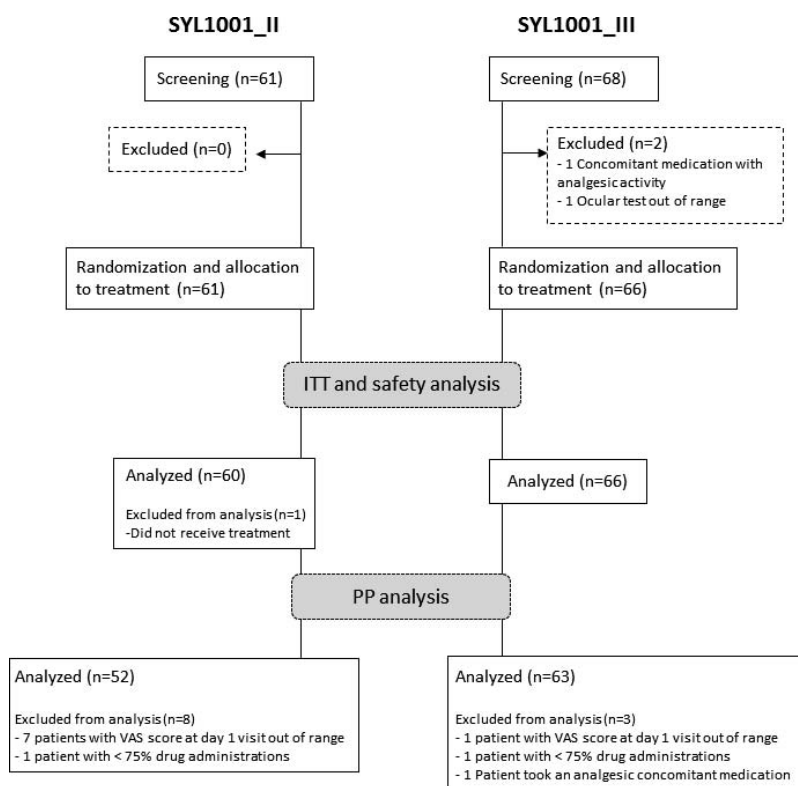 SYL1001_II
SYL1001_III
Screening (n=61)
Screening (n=68)
Excluded (n=0)
Excluded (n=2)
- 1 Concomitant medication with
analgesic activity
- 1 Ocular test out of range
Randomization and allocation
to treatment (n=61)
Randomization and allocation
to treatment (n=66)
ITT and safety analysis
Analyzed (n=60)
Excluded from analysis(n=1)
-Did not receive treatment
Analyzed (n=66)
PP analysis
Analyzed (n=52)
Excluded from analysis(n=8)
- 7 patients with VAS score at day 1 visit out of range
- 1 patient with < 75% drug administrations
Analyzed (n=63)
Excluded from analysis(n=3)
- 1 patient with VAS score at day 1 visit out of range
- 1 patient with < 75% drug administrations
- 1 Patient took an analgesic concomitant medication